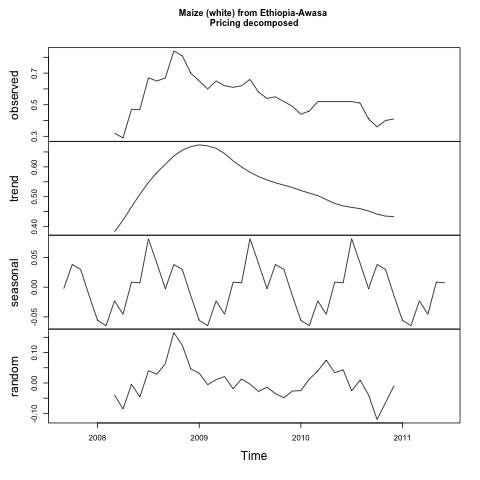 Maize (white) from Ethiopia-Awasa
Pricing decomposed
observed
0.3 0.5 0.7
trend
0.40 0.50 0.60
seasonal
-0.05 0.00 0.05
random
-0.10 0.00 0.10
2008 2009 2010 2011
Time